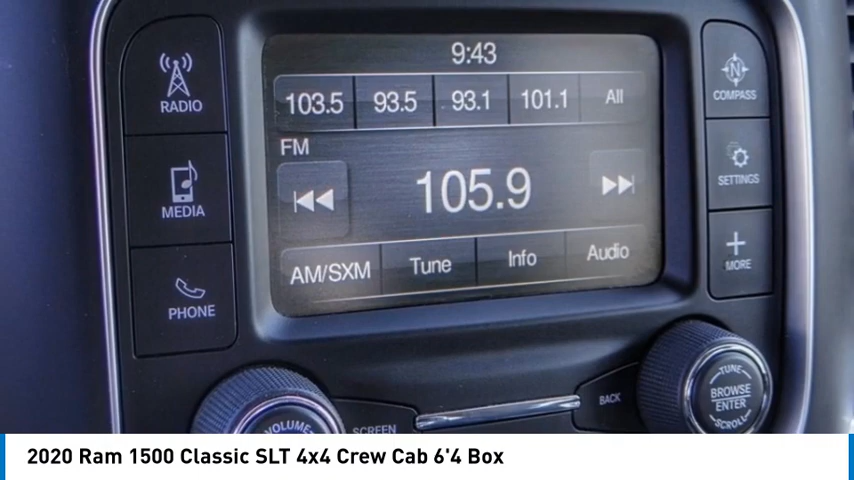 9:43
RADIO
103.5 93.5 93.1 101.1 All
COMPASS
FM
MEDIA
105.9
SETTINGS
PHONE
AM/SXM Tune Info Audio
MORE
VOLUME
SCREEN
BACK
TUNE
BROWSE
ENTER
SCROLL
2020 Ram 1500 Classic SLT 4x4 Crew Cab 6'4 Box